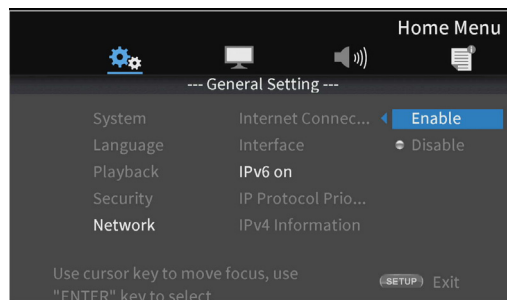 Home Menu
--- General Setting ---
System Internet Connec... Enable
Language Interface Disable
Playback IPv6 on
Security IP Protocol Prio...
Network IPv4 Information
Use cursor key to move focus, use
"ENTER" key to select
SETUP Exit